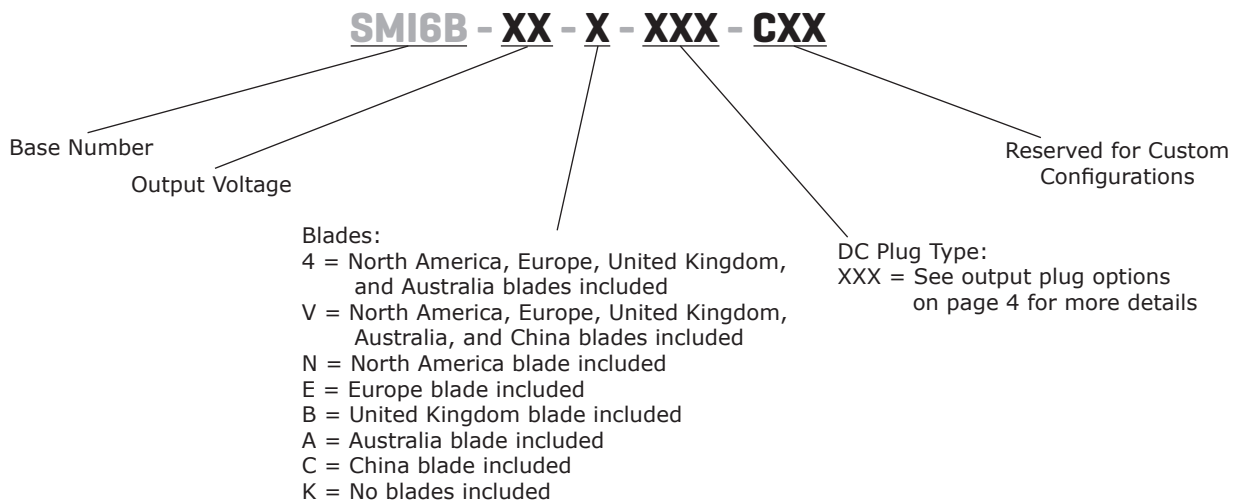 SMI6B - XX - X - XXX - CXX
Base Number
Output Voltage
Blades:
4 = North America, Europe, United Kingdom,
and Australia blades included
V = North America, Europe, United Kingdom,
Australia, and China blades included
N = North America blade included
E = Europe blade included
B = United Kingdom blade included
A = Australia blade included
C = China blade included
K = No blades included
DC Plug Type:
XXX = See output plug options
on page 4 for more details
Reserved for Custom
Configurations